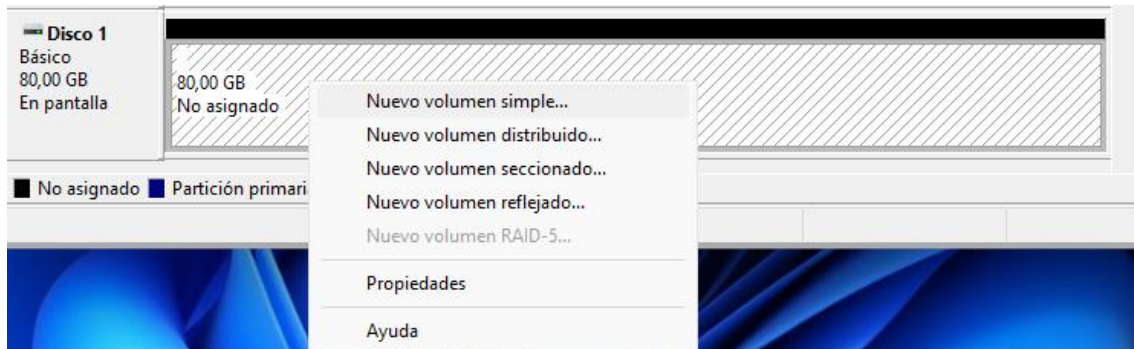 Disco 1
Básico
80,00 GB
En pantalla
80,00 GB
No asignado
Nuevo volumen simple...
Nuevo volumen distribuido...
Nuevo volumen seccionado...
Nuevo volumen reflejado...
Nuevo volumen RAID-5...
Propiedades
Ayuda
No asignado Partición primari